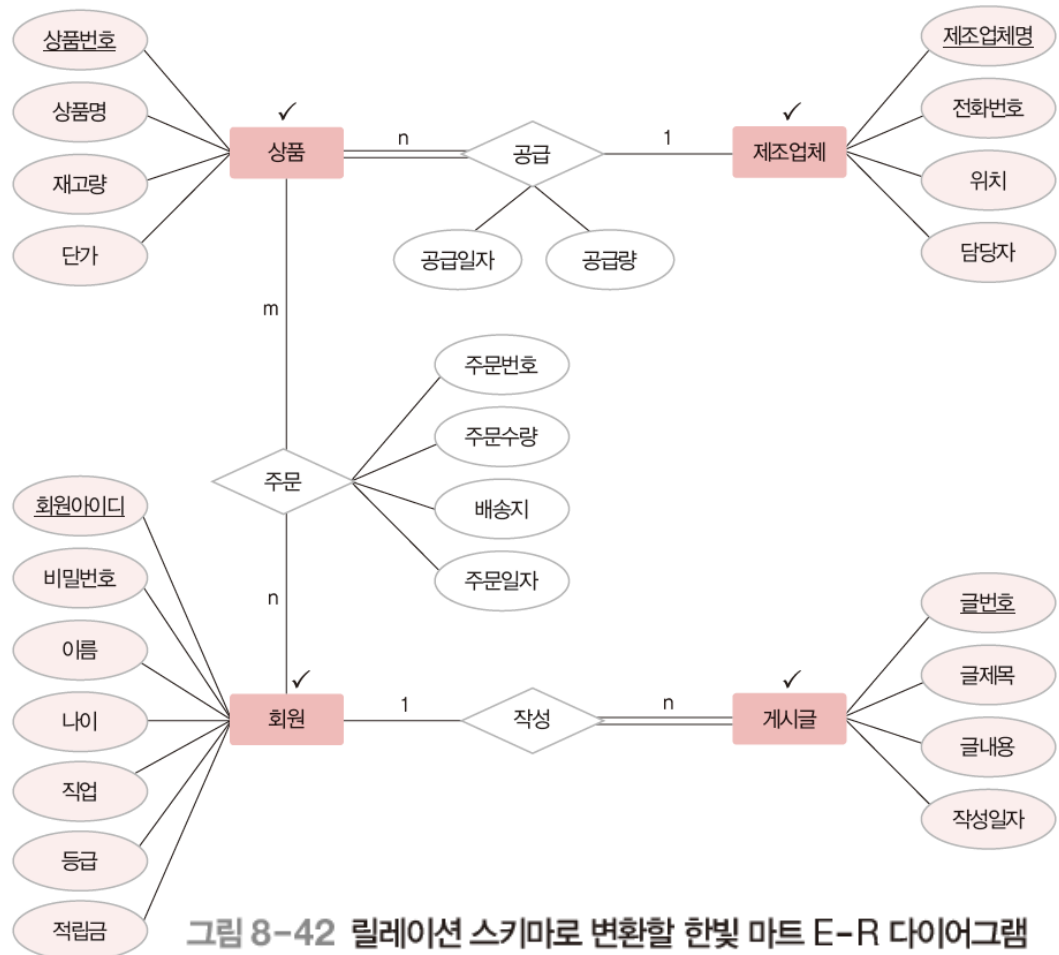 상품번호
상품명
재고량
단가
✓
상품
n
공급
1
✓
제조업체
제조업체명
전화번호
위치
담당자
공급일자
공급량
m
주문
주문번호
주문수량
배송지
주문일자
n
회원아이디
비밀번호
이름
나이
직업
등급
적립금
✓
회원
1
작성
n
✓
게시글
글번호
글제목
글내용
작성일자
그림 8-42 릴레이션 스키마로 변환할 한빛 마트 E-R 다이어그램